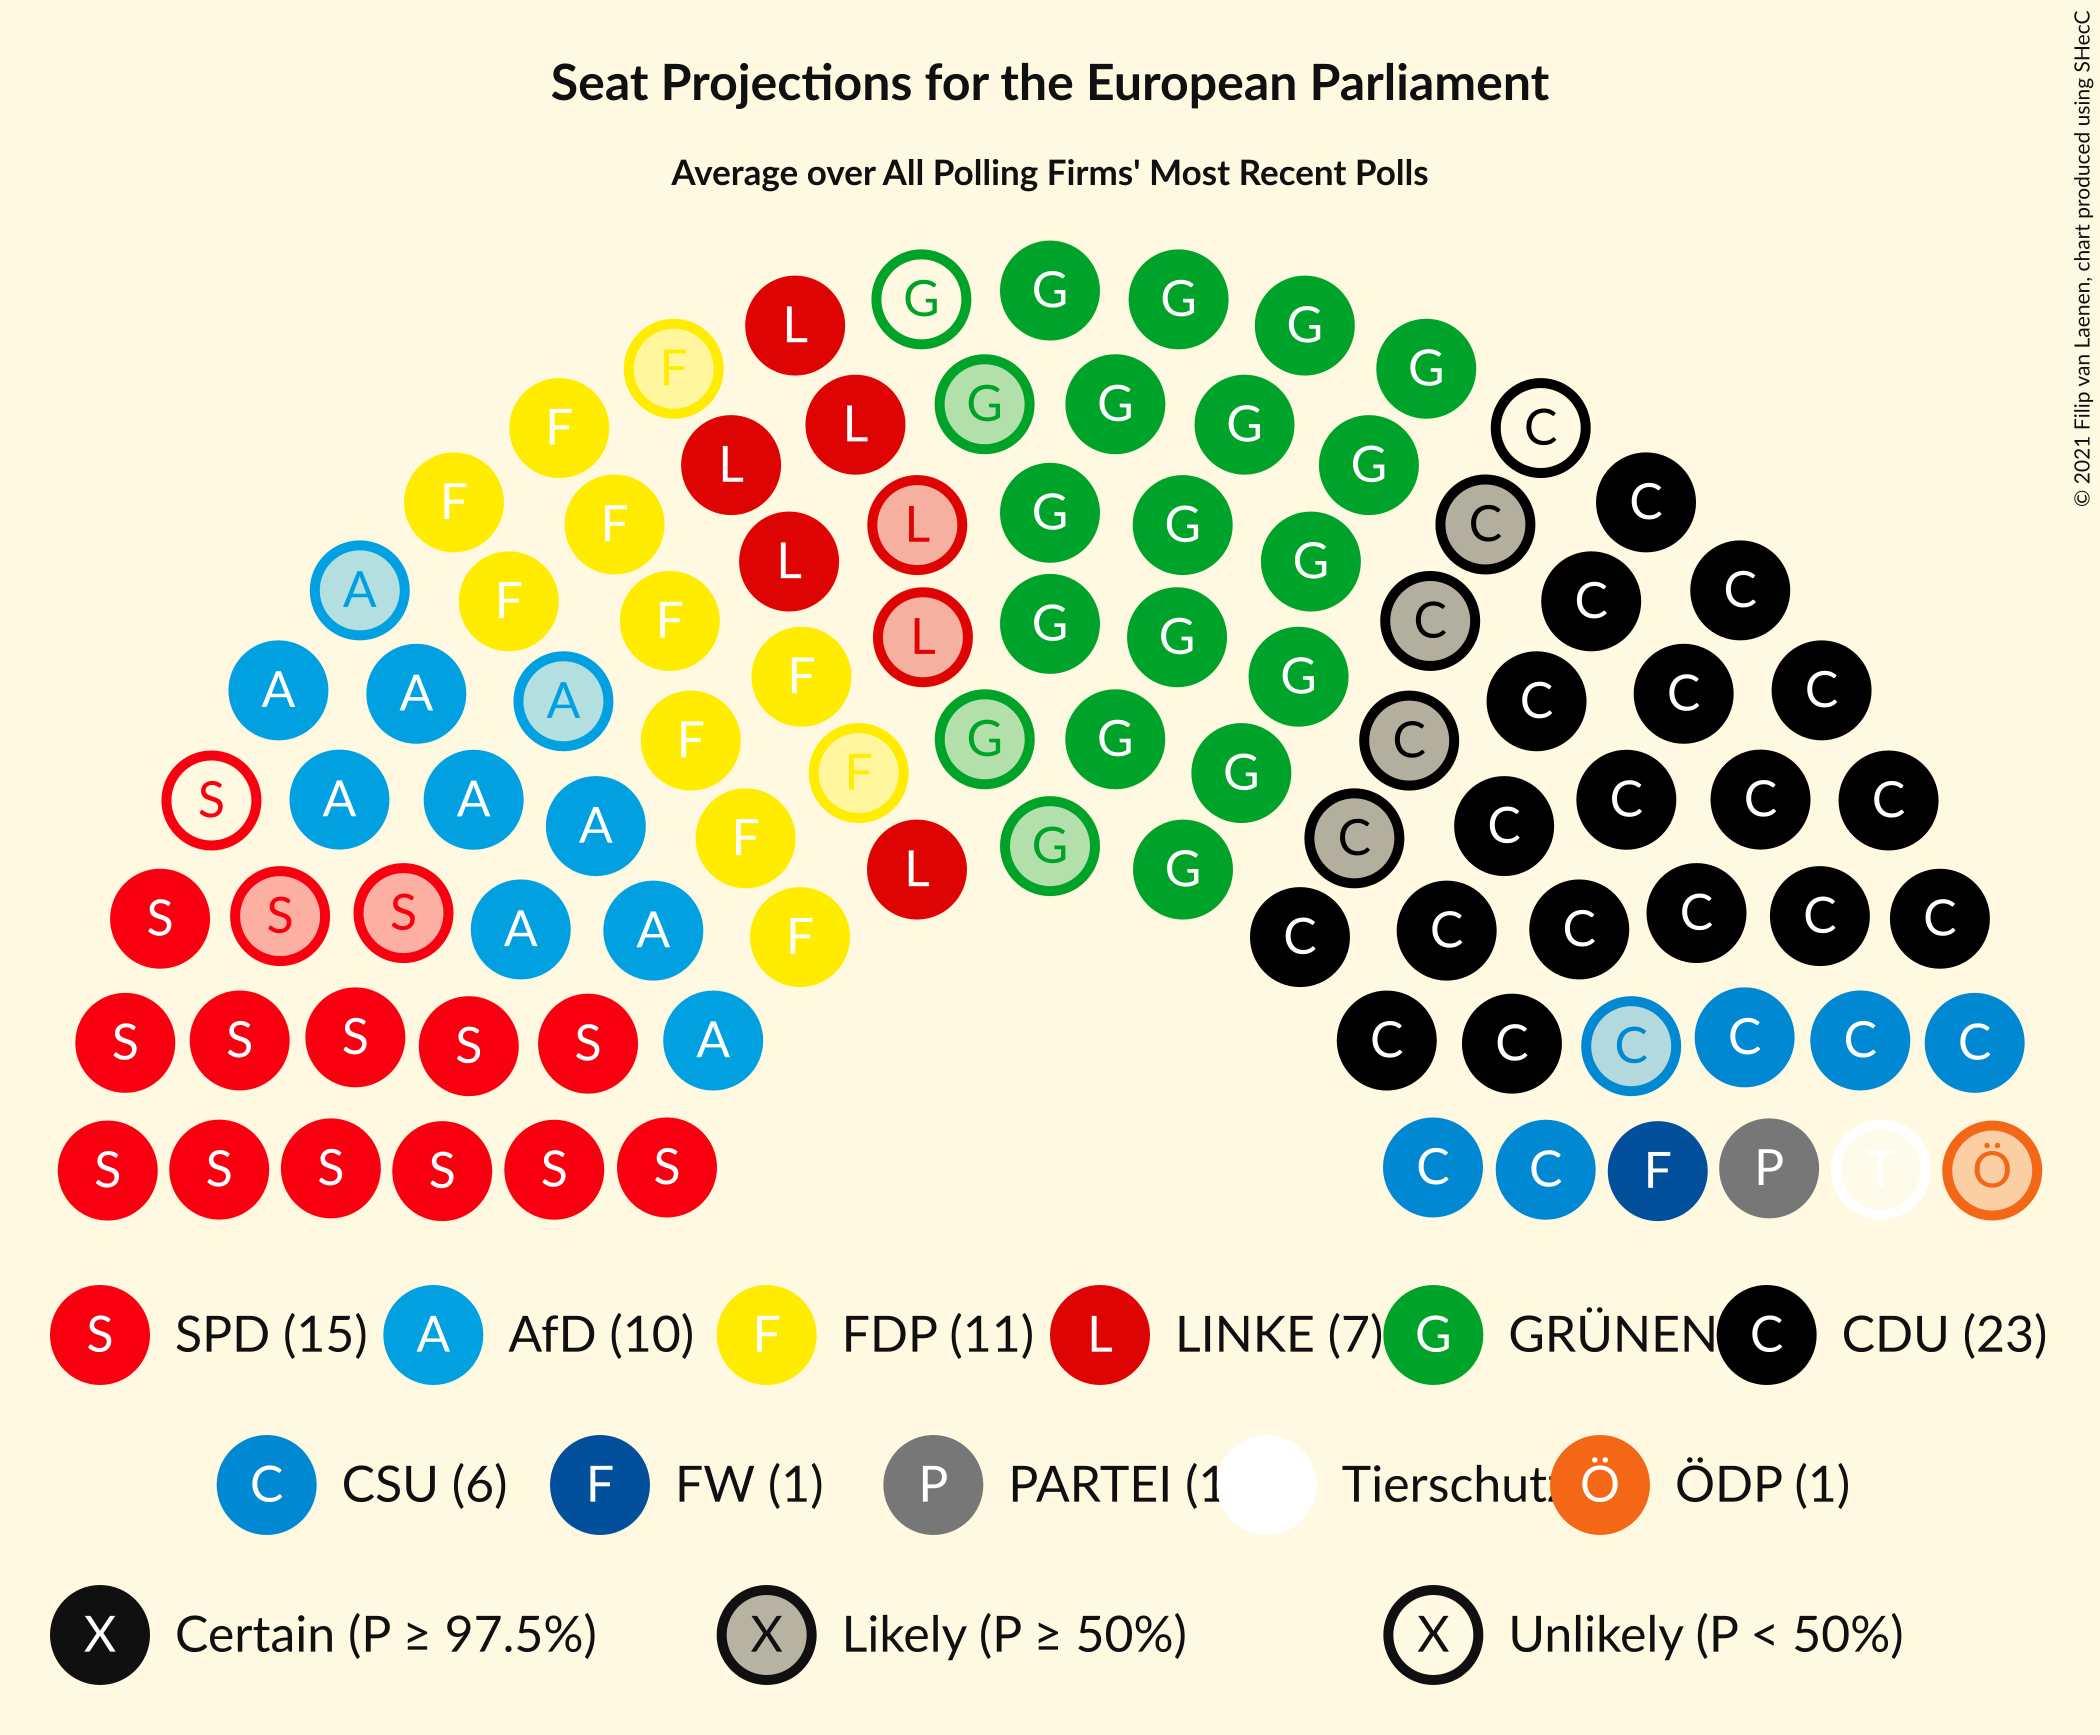 Seat Projections for the European Parliament
Average over All Polling Firms' Most Recent Polls
© 2021 Filip van Laenen, chart produced using SHecC
G G G G G
L L G G G G C
F F L L G G G C C
F F F L L G G G C C C
A F F F G G G C C C C
A A A F F G G C C C C C
S A A A F L G C C C C C C
S S S A A F C C C C C C C
S S S S S A C C C C C C
S S S S S S C C F P T Ö
S SPD (15) A AfD (10) F FDP (11) L LINKE (7) G GRÜNEN C CDU (23)
C CSU (6) F FW (1) P PARTEI (1 Tierschutz Ö ÖDP (1)
X Certain (P ≥ 97.5%) X Likely (P ≥ 50%) X Unlikely (P < 50%)